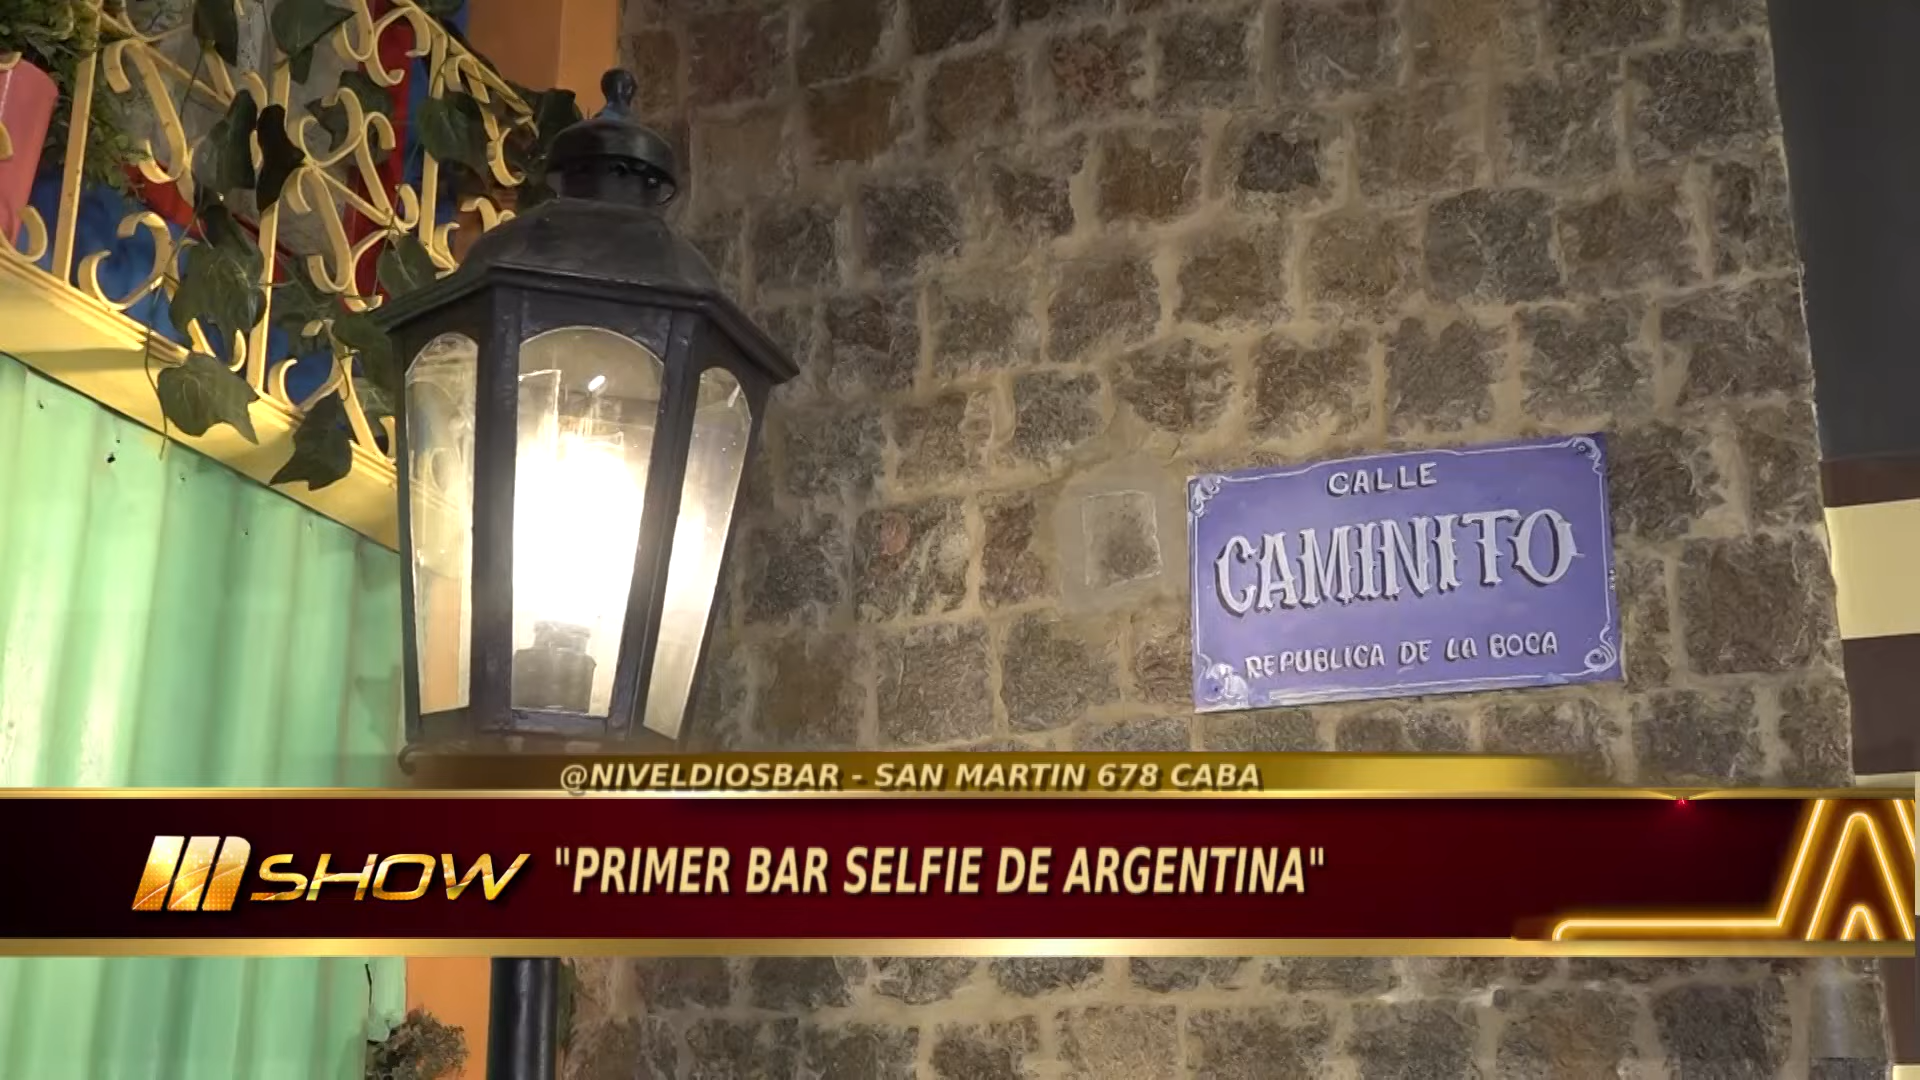 CALLE
CAMINITO
REPUBLICA DE LA BOCA
@NIVELDIOSBAR - SAN MARTIN 678 CABA
M SHOW
"PRIMER BAR SELFIE DE ARGENTINA"